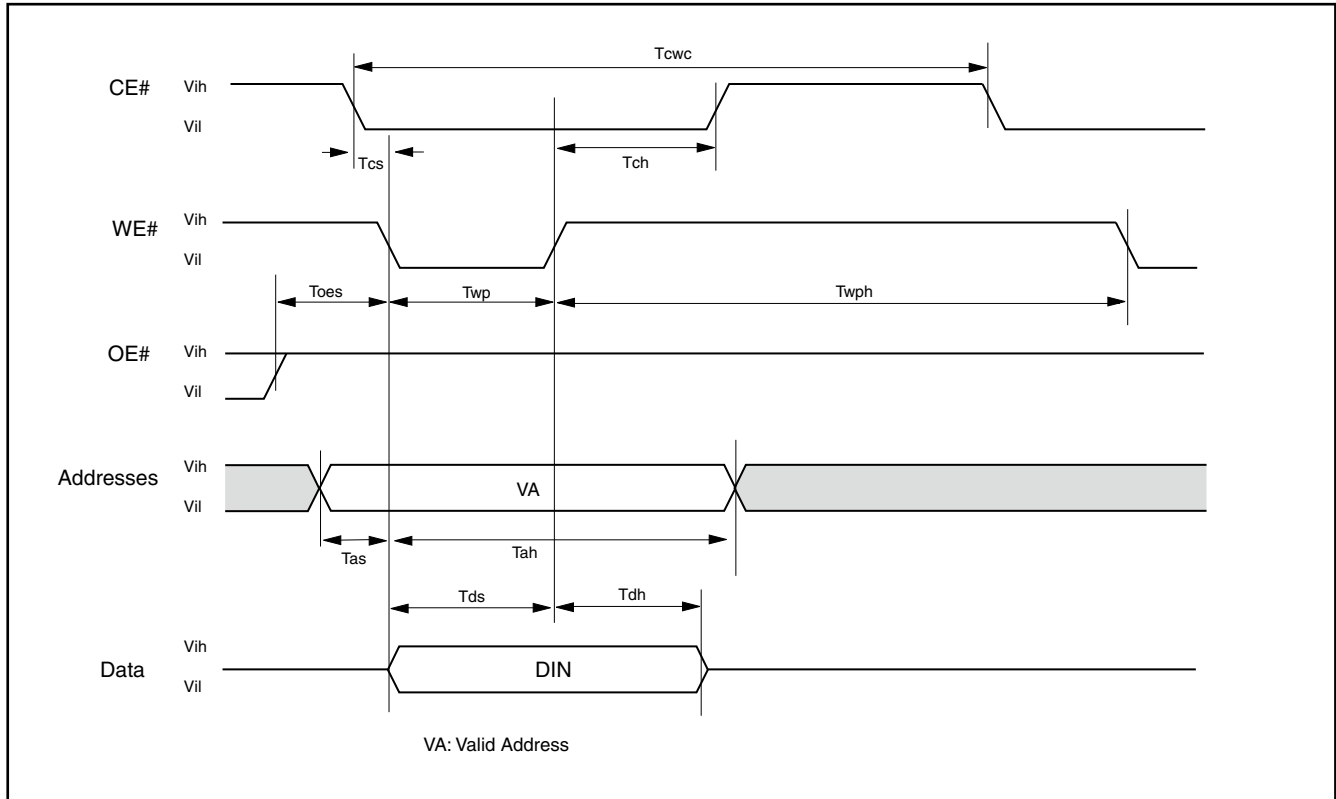 Tcwc
CE# Vih
Vil
Tcs
Tch
WE# Vih
Vil
Toes Twp Twph
OE# Vih
Vil
Addresses Vih
VA
Vil
Tas Tah
Tds Tdh
Data Vih
DIN
Vil
VA: Valid Address